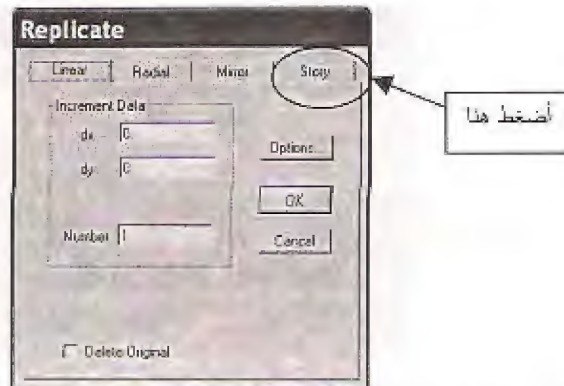 Replicate
Linear Radial Mirror Story
Increment Data
dx 0.
dy 0
Number 1
Options...
OK
Cancel
Delete Original
أضغط هنا